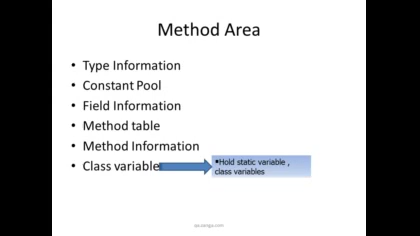 Method Area
• Type Information
• Constant Pool
• Field Information
• Method table
• Method Information
• Class variable
▪Hold static variable ,
class variables